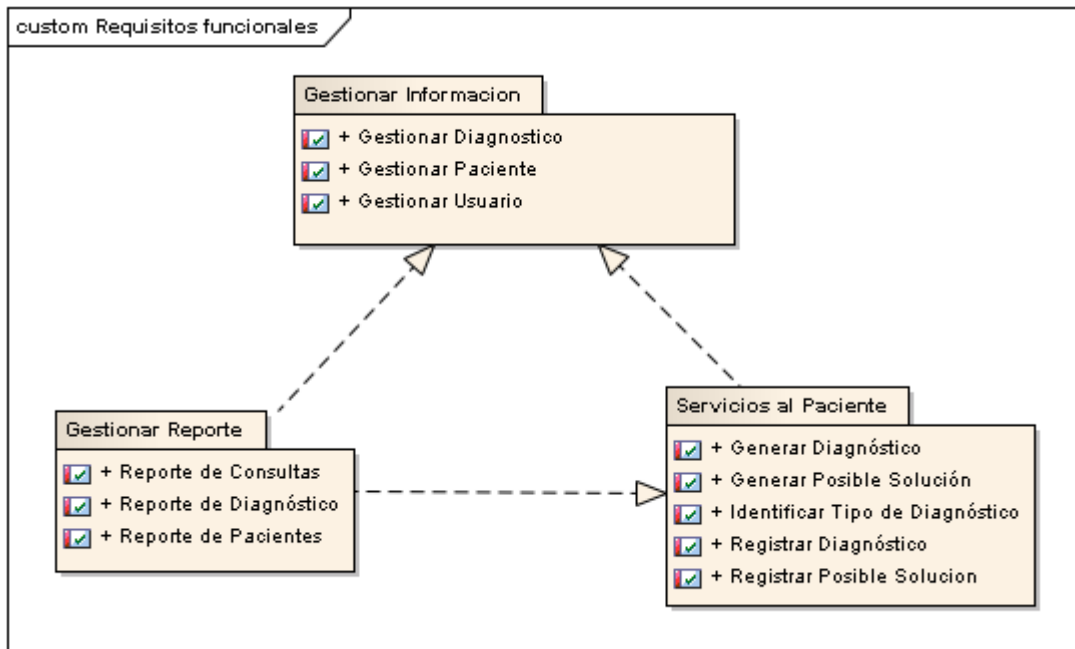 custom Requisitos funcionales
Gestionar Informacion
+ Gestionar Diagnostico
+ Gestionar Paciente
+ Gestionar Usuario
Gestionar Reporte
+ Reporte de Consultas
+ Reporte de Diagnóstico
+ Reporte de Pacientes
Servicios al Paciente
+ Generar Diagnóstico
+ Generar Posible Solución
+ Identificar Tipo de Diagnóstico
+ Registrar Diagnóstico
+ Registrar Posible Solucion